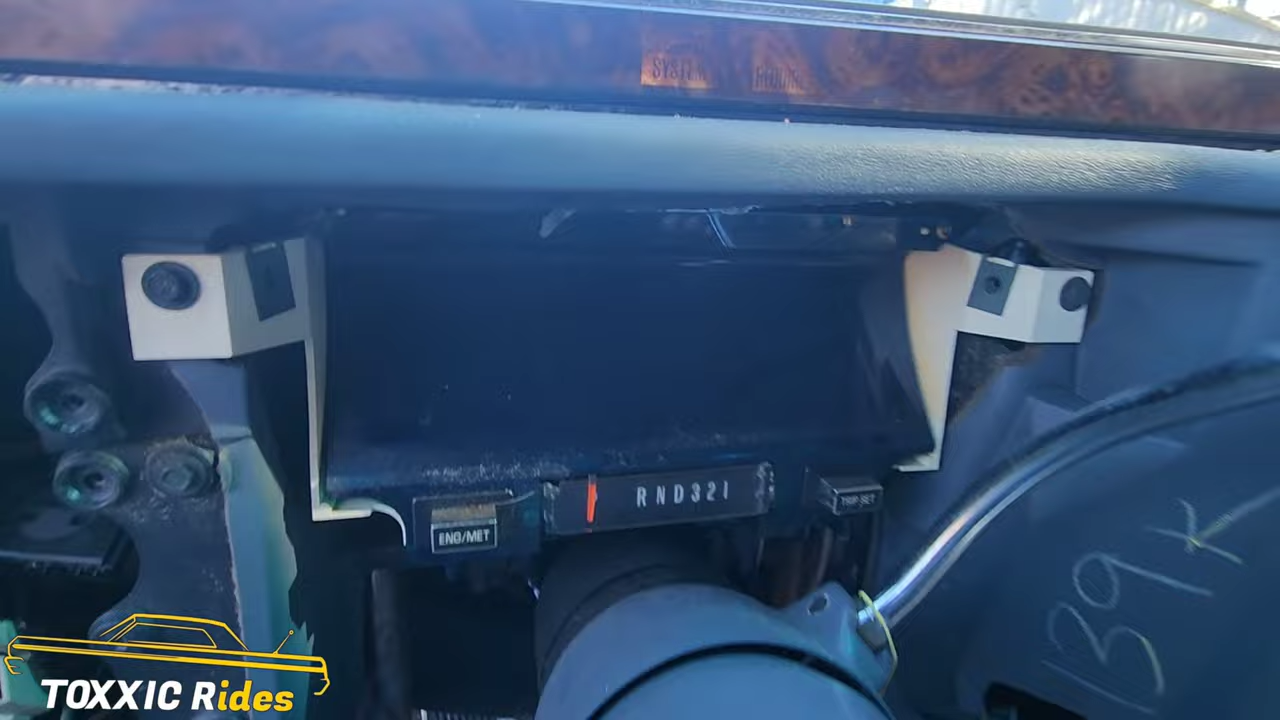 SYSTEM
RND321
ENG/MET
TRIP SET
139K
TOXXIC Rides